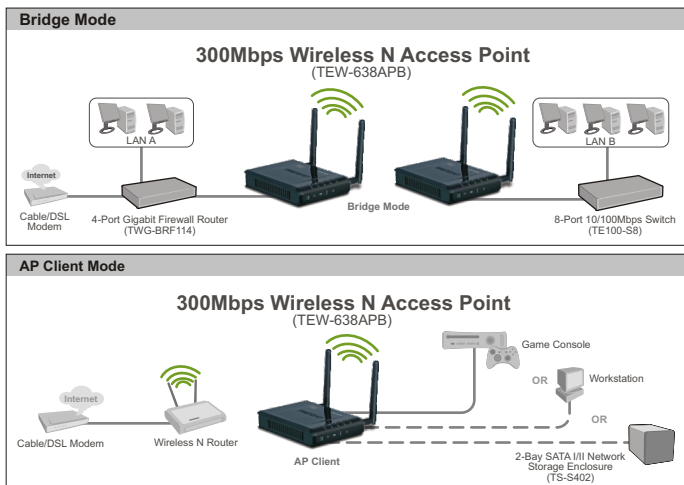 Bridge Mode
300Mbps Wireless N Access Point
(TEW-638APB)
LAN A
LAN B
Internet
Cable/DSL
Modem
4-Port Gigabit Firewall Router
(TWG-BRF114)
Bridge Mode
8-Port 10/100Mbps Switch
(TE100-S8)
AP Client Mode
300Mbps Wireless N Access Point
(TEW-638APB)
Game Console
OR
Workstation
Internet
OR
Cable/DSL Modem
Wireless N Router
AP Client
2-Bay SATA I/II Network
Storage Enclosure
(TS-S402)